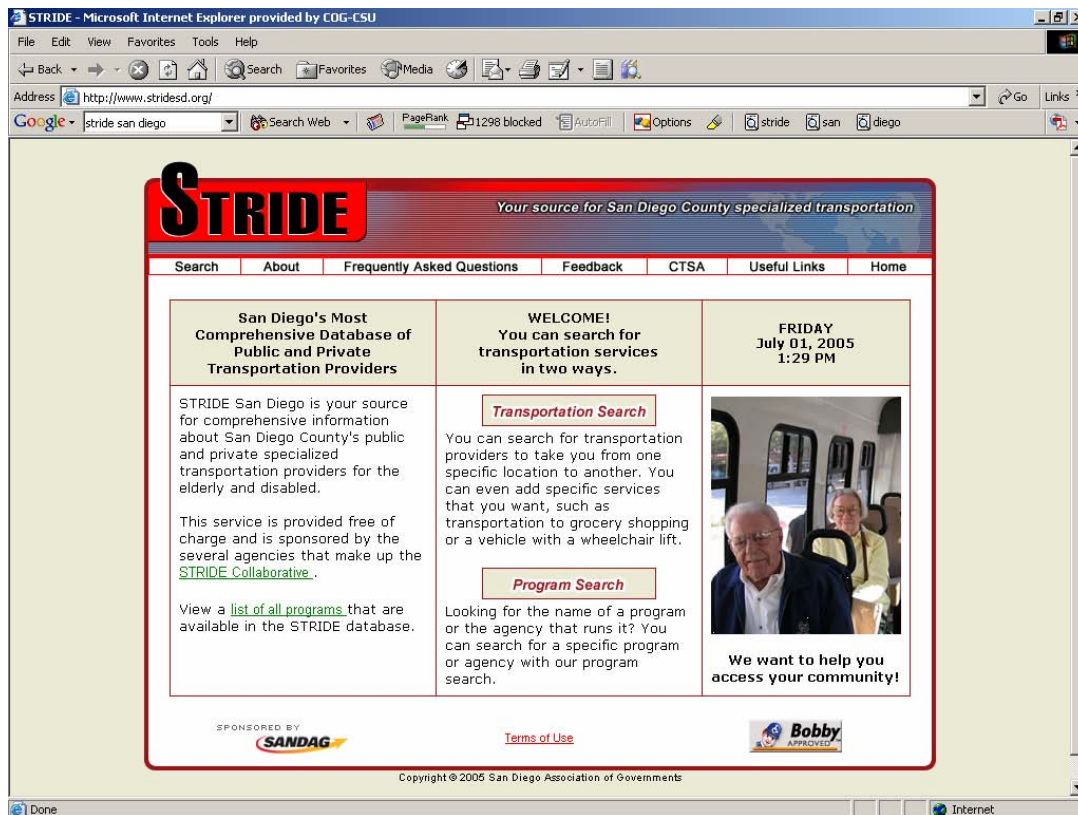 STRIDE - Microsoft Internet Explorer provided by COG-CSU
File Edit View Favorites Tools Help
Back Search Favorites Media
Address http://www.stridesd.org/ Go Links
Google stride san diego Search Web PageRank 1298 blocked AutoFill Options stride san diego
STRIDE
Your source for San Diego County specialized transportation
Search About Frequently Asked Questions Feedback CTSA Useful Links Home
San Diego's Most
Comprehensive Database of
Public and Private
Transportation Providers
STRIDE San Diego is your source
for comprehensive information
about San Diego County's public
and private specialized
transportation providers for the
elderly and disabled.
This service is provided free of
charge and is sponsored by the
several agencies that make up the
STRIDE Collaborative .
View a list of all programs that are
available in the STRIDE database.
WELCOME!
You can search for
transportation services
in two ways.
Transportation Search
You can search for transportation
providers to take you from one
specific location to another. You
can even add specific services
that you want, such as
transportation to grocery shopping
or a vehicle with a wheelchair lift.
Program Search
Looking for the name of a program
or the agency that runs it? You
can search for a specific program
or agency with our program
search.
FRIDAY
July 01, 2005
1:29 PM
We want to help you
access your community!
SPONSORED BY
SANDAG
Terms of Use
Bobby
APPROVED
Copyright © 2005 San Diego Association of Governments
Done Internet